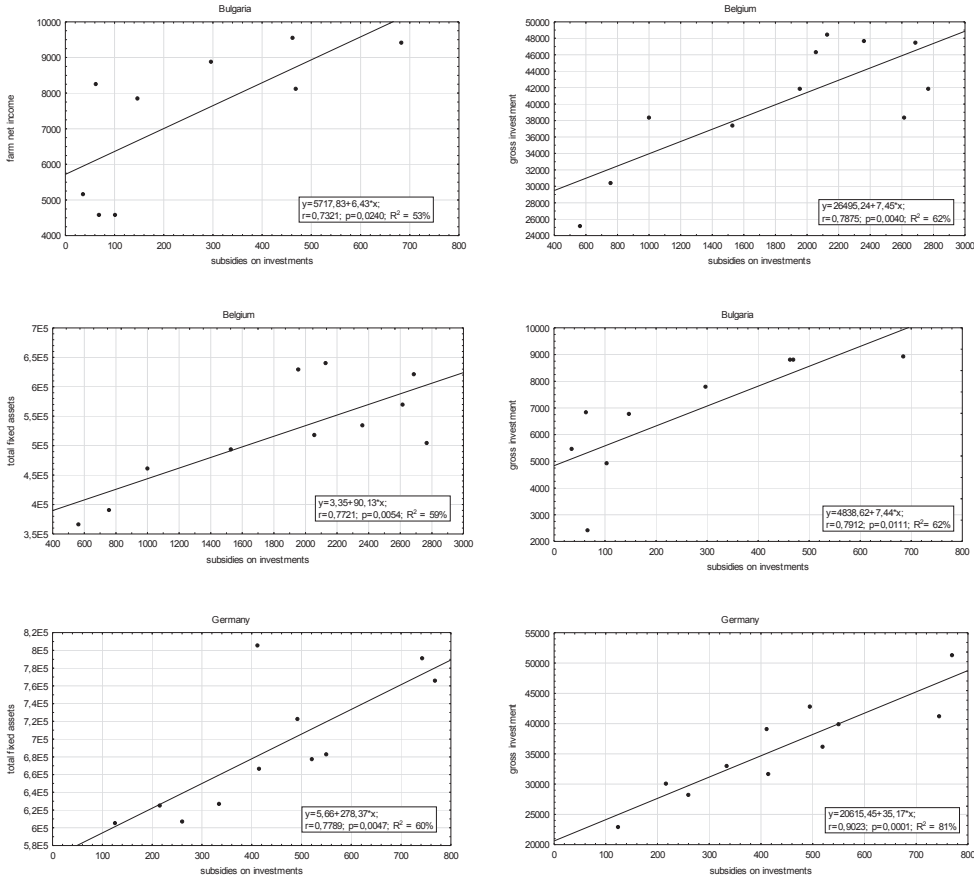 Bulgaria
10000
9000
8000
7000
6000
5000
4000
farm net income
0 100 200 300 400 500 600 700 800
subsidies on investments
y=5717,83+6,43*x;
r=0,7321; p=0,0240; R² = 53%
Belgium
50000
48000
46000
44000
42000
40000
38000
36000
34000
32000
30000
28000
26000
24000
gross investment
400 600 800 1000 1200 1400 1600 1800 2000 2200 2400 2600 2800 3000
subsidies on investments
y=26495,24+7,45*x;
r=0,7875; p=0,0040; R² = 62%
Belgium
7E5
6,5E5
6E5
5,5E5
5E5
4,5E5
4E5
3,5E5
total fixed assets
400 600 800 1000 1200 1400 1600 1800 2000 2200 2400 2600 2800 3000
subsidies on investments
y=3,35+90,13*x;
r=0,7721; p=0,0054; R² = 59%
Bulgaria
10000
9000
8000
7000
6000
5000
4000
3000
2000
gross investment
0 100 200 300 400 500 600 700 800
subsidies on investments
y=4838,62+7,44*x;
r=0,7912; p=0,0111; R² = 62%
Germany
8,2E5
8E5
7,8E5
7,4E5
7,2E5
7E5
6,8E5
6,6E5
6,2E5
6E5
5,8E5
total fixed assets
0 100 200 300 400 500 600 700 800
subsidies on investments
y=5,66+278,37*x;
r=0,7789; p=0,0047; R² = 60%
Germany
55000
50000
45000
40000
35000
30000
25000
20000
gross investment
0 100 200 300 400 500 600 700 800
subsidies on investments
y=20615,45+35,17*x;
r=0,9023; p=0,0001; R² = 81%